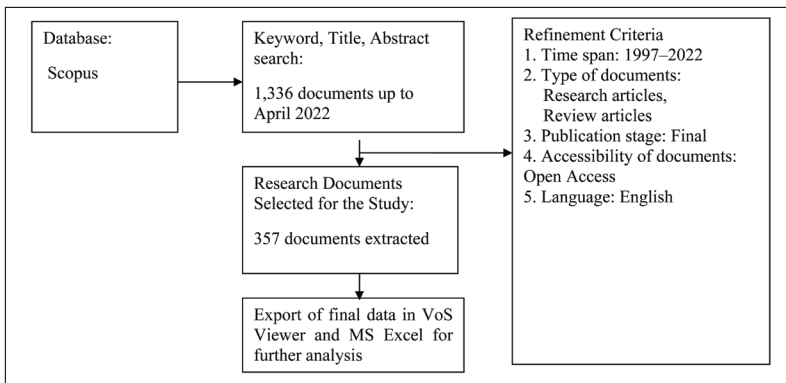 Database:
Scopus
Keyword, Title, Abstract
search:
1,336 documents up to
April 2022
Research Documents
Selected for the Study:
357 documents extracted
Export of final data in VoS
Viewer and MS Excel for
further analysis
Refinement Criteria
1. Time span: 1997–2022
2. Type of documents:
Research articles,
Review articles
3. Publication stage: Final
4. Accessibility of documents:
Open Access
5. Language: English